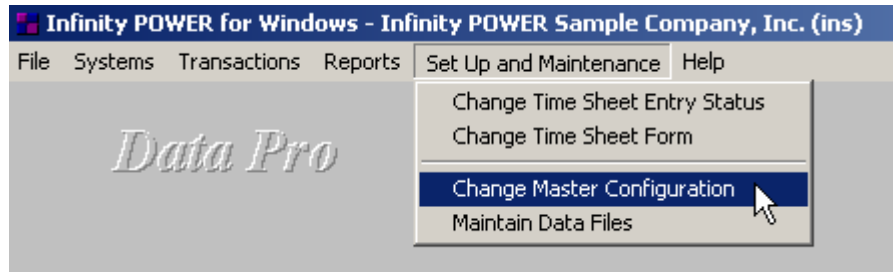 Infinity POWER for Windows - Infinity POWER Sample Company, Inc. (ins)
File Systems Transactions Reports Set Up and Maintenance Help
Change Time Sheet Entry Status
Change Time Sheet Form
Data Pro
Change Master Configuration
Maintain Data Files